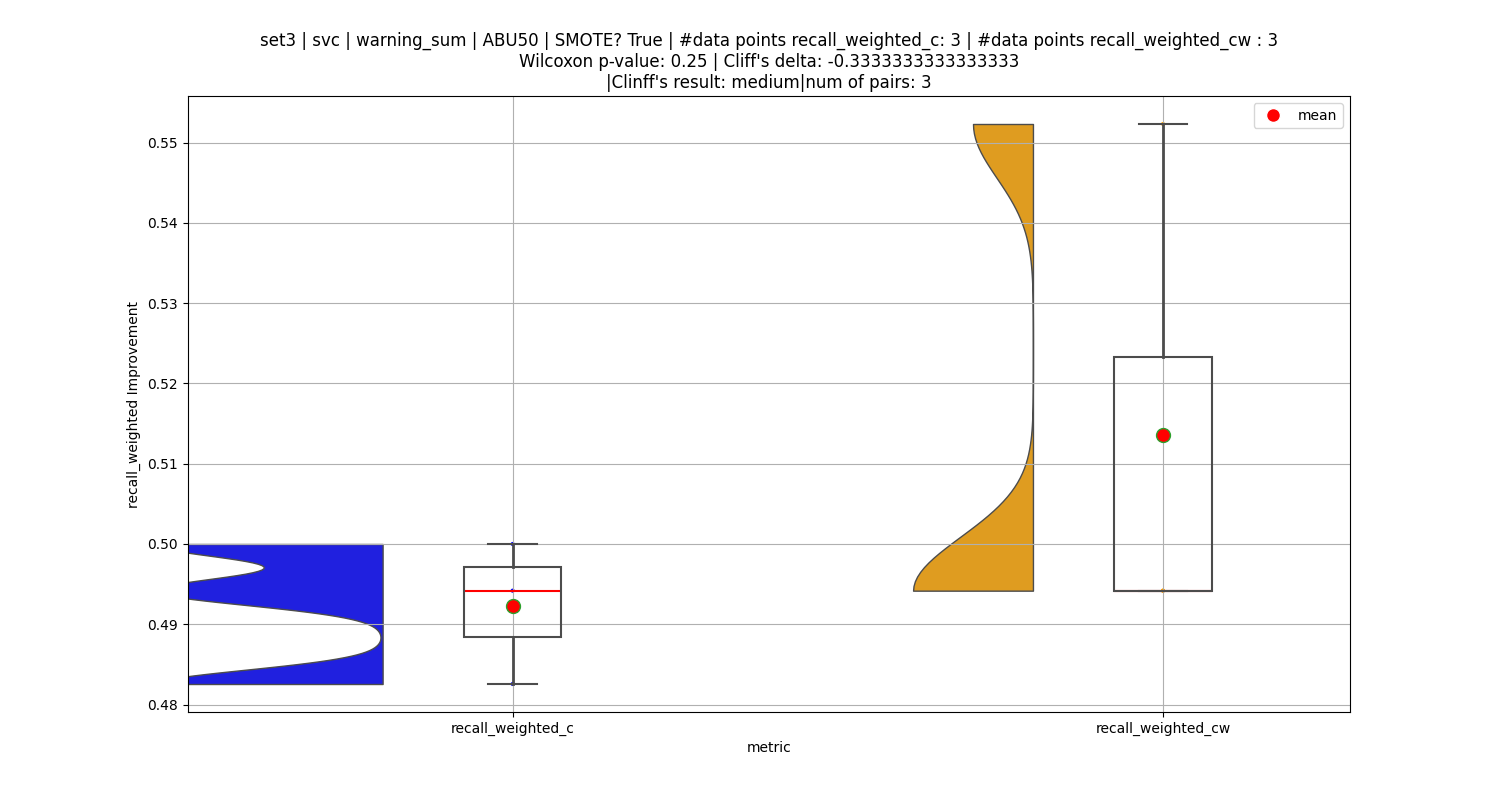 set3 | svc | warning_sum | ABU50 | SMOTE? True | #data points recall_weighted_c: 3 | #data points recall_weighted_cw : 3
Wilcoxon p-value: 0.25 | Cliff's delta: -0.3333333333333333
|Clinff's result: medium|num of pairs: 3
mean
recall_weighted Improvement
0.55
0.54
0.53
0.52
0.51
0.50
0.49
0.48
recall_weighted_c
recall_weighted_cw
metric